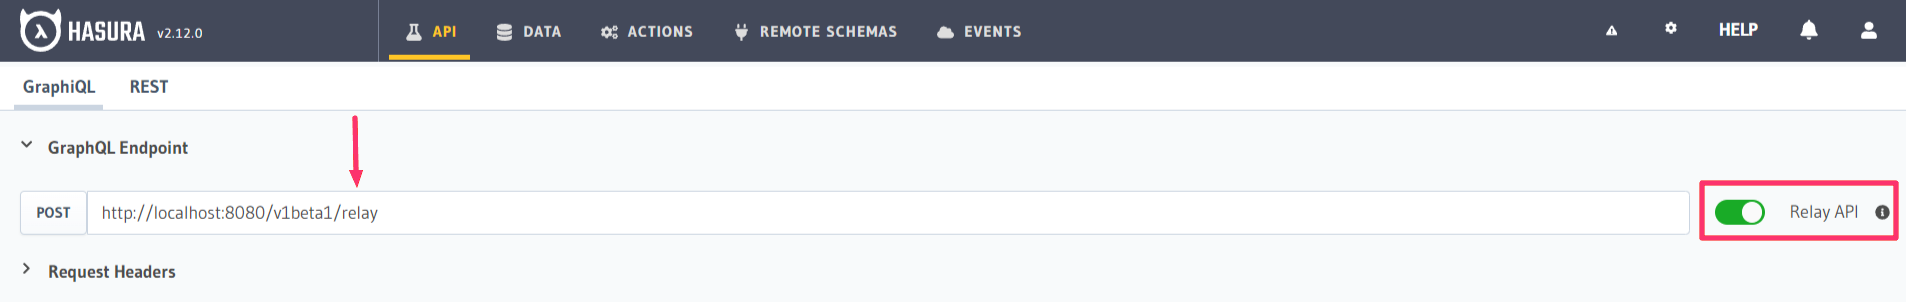 HASURA v2.12.0 API DATA ACTIONS REMOTE SCHEMAS EVENTS HELP
GraphiQL REST
GraphQL Endpoint
POST http://localhost:8080/v1beta1/relay Relay API
Request Headers